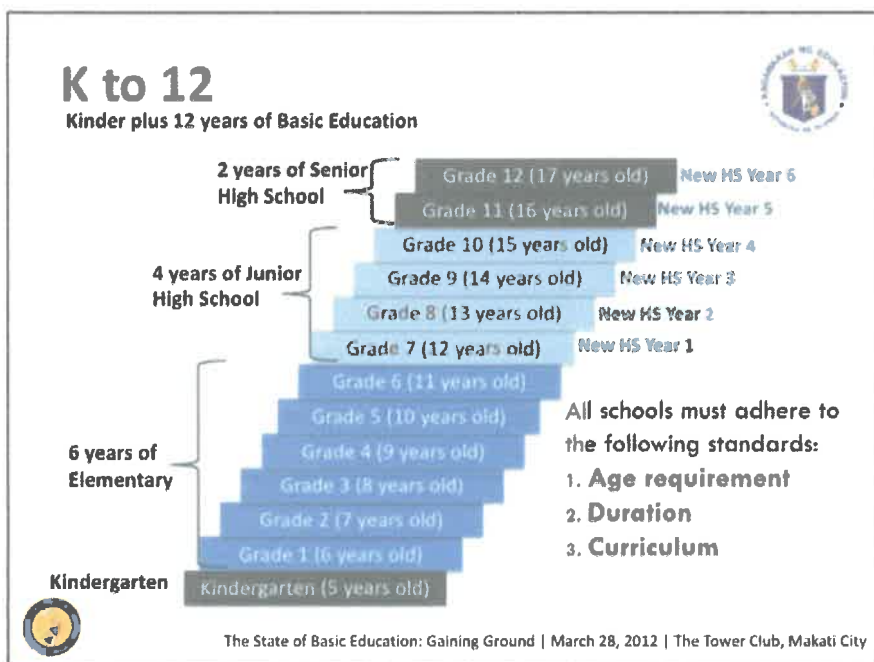 K to 12
Kinder plus 12 years of Basic Education
2 years of Senior
High School
Grade 12 (17 years old)
New HS Year 6
Grade 11 (16 years old)
New HS Year 5
4 years of Junior
High School
Grade 10 (15 years old)
New HS Year 4
Grade 9 (14 years old)
New HS Year 3
Grade 8 (13 years old)
New HS Year 2
Grade 7 (12 years old)
New HS Year 1
6 years of
Elementary
Grade 6 (11 years old)
Grade 5 (10 years old)
Grade 4 (9 years old)
Grade 3 (8 years old)
Grade 2 (7 years old)
Grade 1 (6 years old)
Kindergarten
Kindergarten (5 years old)
All schools must adhere to
the following standards:
1. Age requirement
2. Duration
3. Curriculum
The State of Basic Education: Gaining Ground | March 28, 2012 | The Tower Club, Makati City